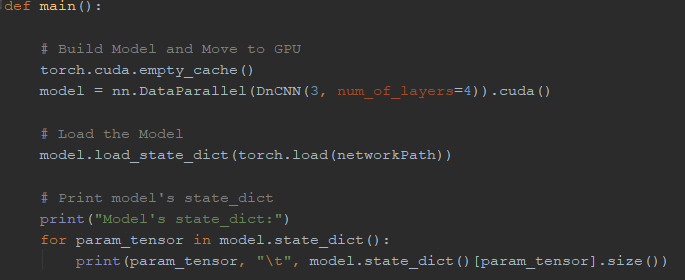 def main():
# Build Model and Move to GPU
torch.cuda.empty_cache()
model = nn.DataParallel(DnCNN(3, num_of_layers=4)).cuda()
# Load the Model
model.load_state_dict(torch.load(networkPath))
# Print model's state_dict
print("Model's state_dict:")
for param_tensor in model.state_dict():
print(param_tensor, "\t", model.state_dict()[param_tensor].size())